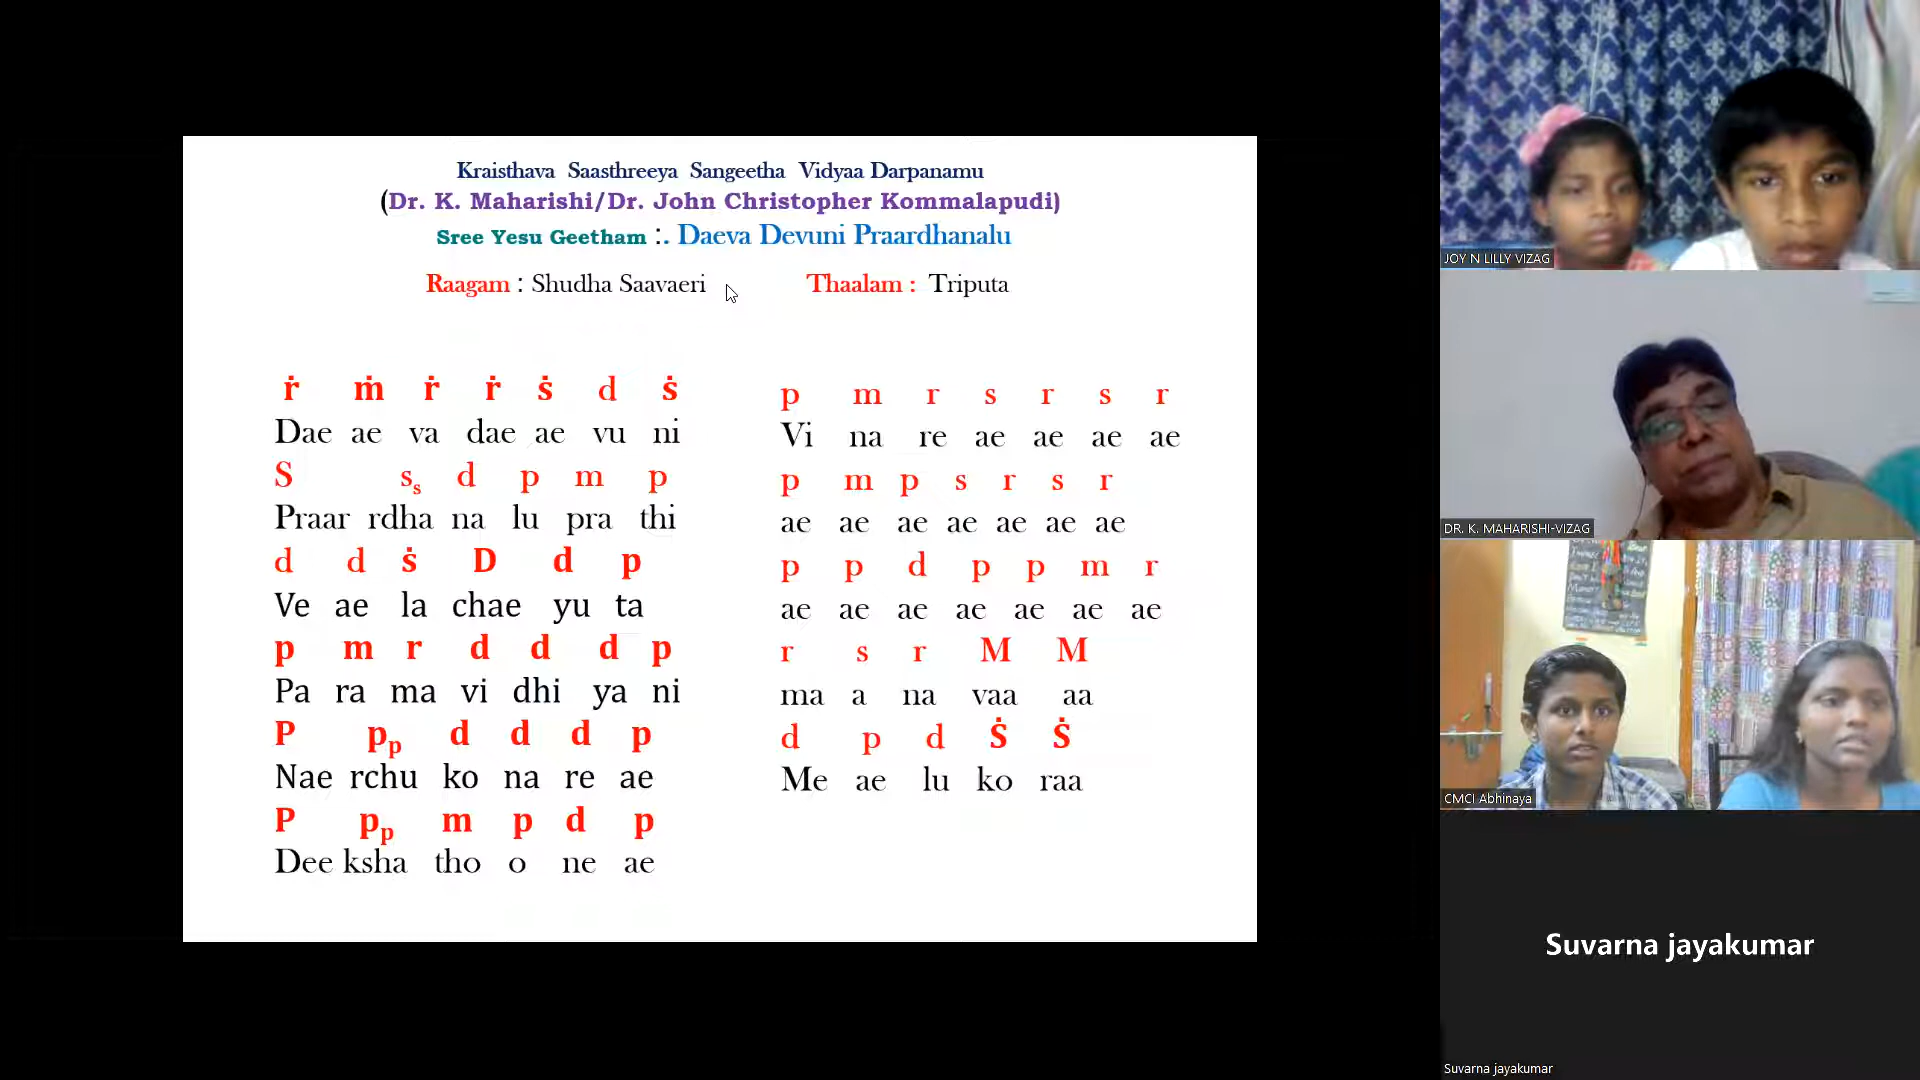 Kraisthava Saasthreeya Sangeetha Vidyaa Darpanamu
(Dr. K. Maharishi/Dr. John Christopher Kommalapudi)
Sree Yesu Geetham :. Daeva Devuni Praardhanalu
Raagam : Shudha Saavaeri Thaalam : Triputa
ṙ ṁ ṙ ṙ ṡ d ṡ
Dae ae va dae ae vu ni
S sₛ d p m p
Praar rdha na lu pra thi
d d ṡ D d p
Ve ae la chae yu ta
p m r d d d p
Pa ra ma vi dhi ya ni
P pₚ d d d p
Nae rchu ko na re ae
P pₚ m p d p
Dee ksha tho o ne ae
p m r s r s r
Vi na re ae ae ae ae
p m p s r s r
ae ae ae ae ae ae ae
p p d p p m r
ae ae ae ae ae ae ae
r s r M M
ma a na vaa aa
d p d Ṡ Ṡ
Me ae lu ko raa
JOY N LILLY VIZAG
DR. K. MAHARISHI-VIZAG
CMCI Abhinaya
Suvarna jayakumar
Suvarna jayakumar